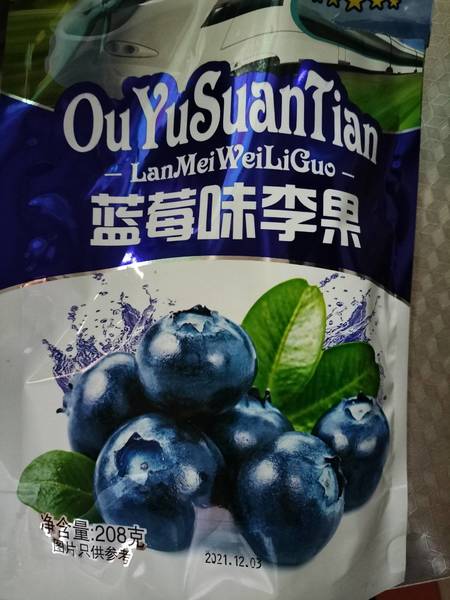 OuYuSuanTian
- LanMeiWeiLiGuo -
蓝莓味李果
净含量:208克
图片只供参考
2021.12.03